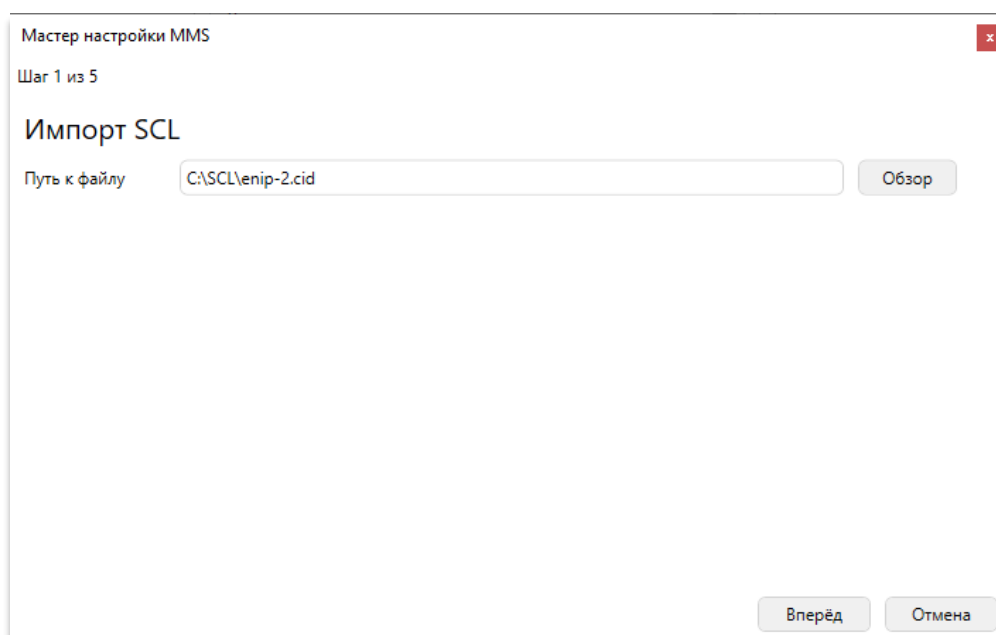 Мастер настройки MMS
x
Шаг 1 из 5
Импорт SCL
Путь к файлу C:\SCL\enip-2.cid Обзор
Вперёд Отмена